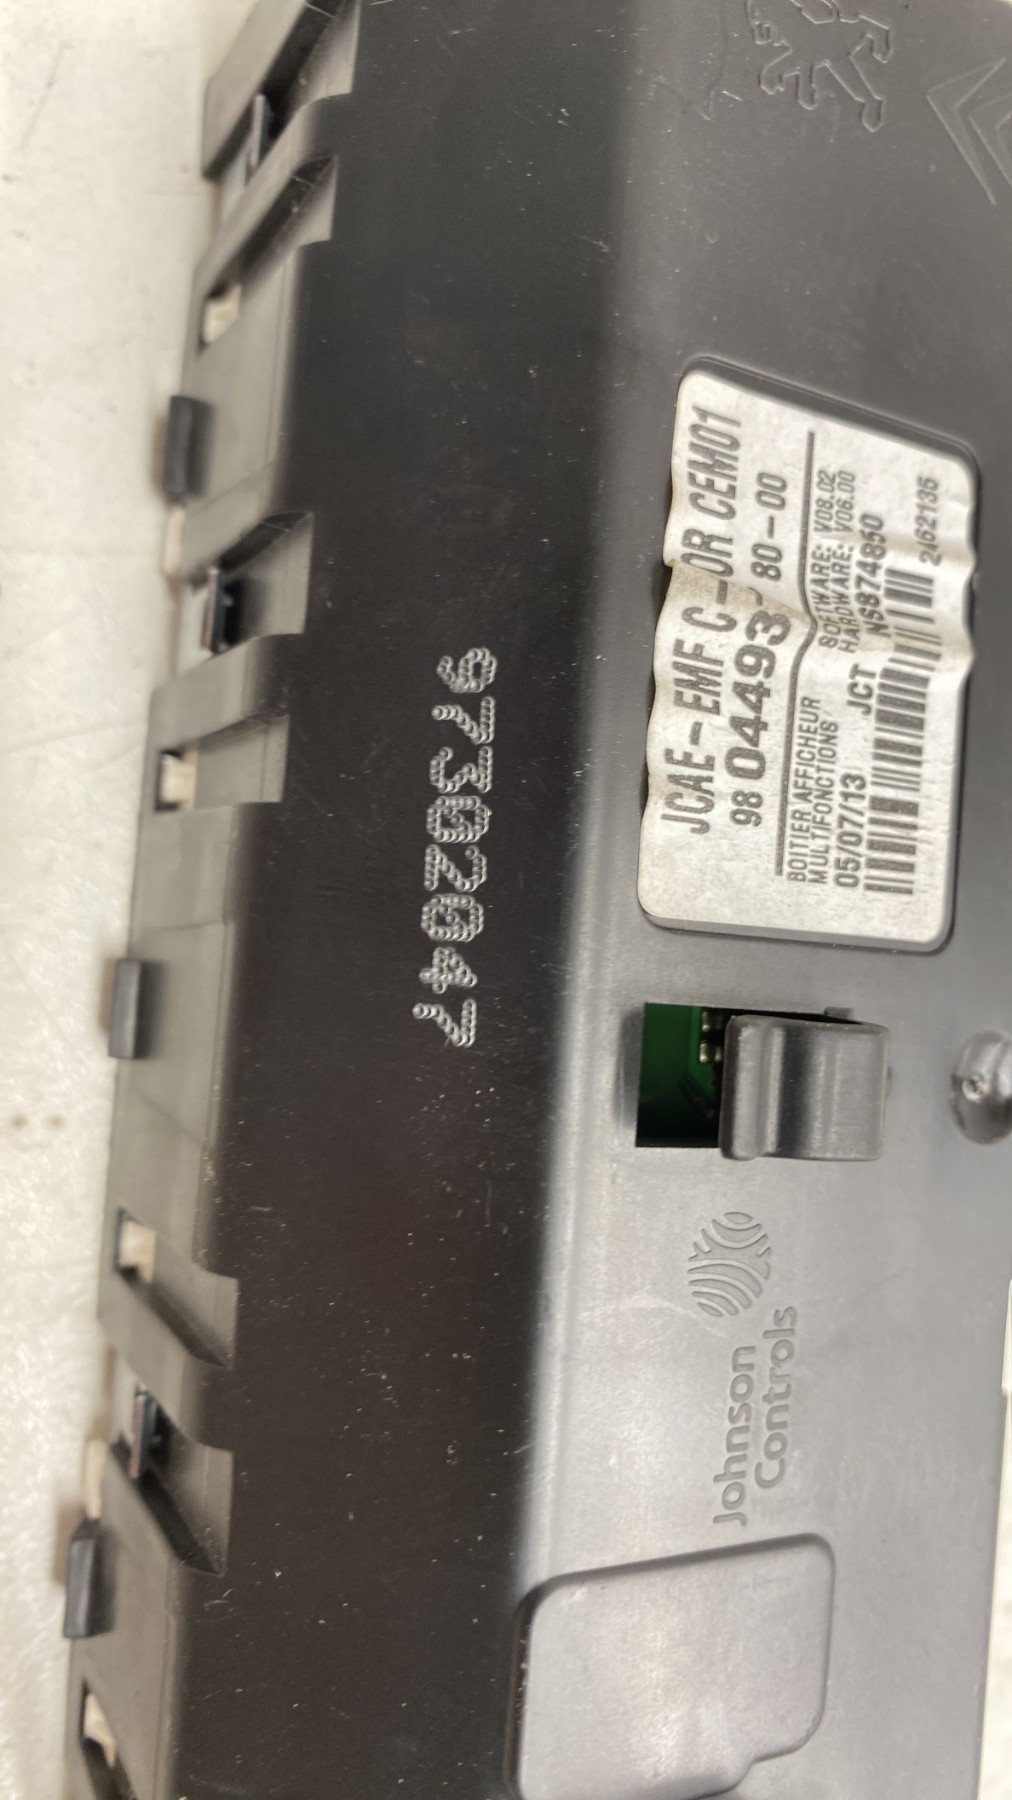 JCAE-EMF C-OR CEM01
98 04493-80-00
BOITIER AFFICHEUR
MULTIFONCTIONS
SOFTWARE: V08.02
HARDWARE: V06.00
05/07/13 JCT NS874850
2462135
97302047
Johnson
Controls